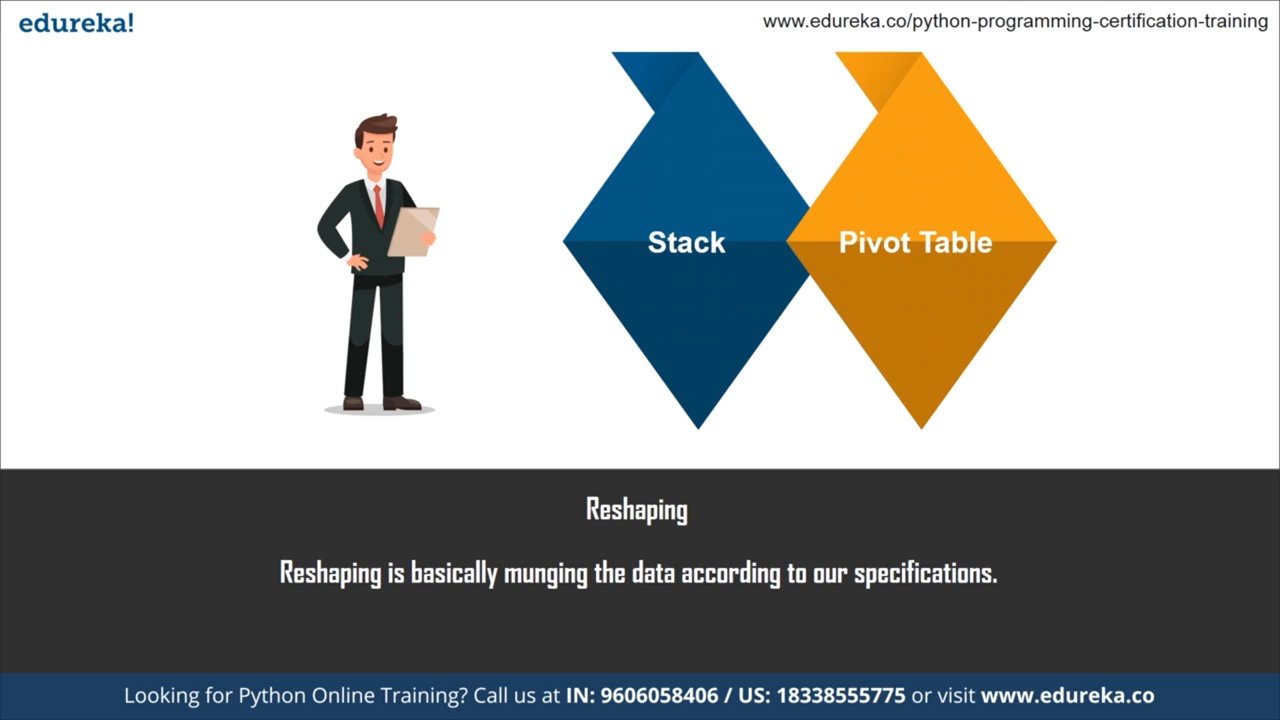 edureka!
www.edureka.co/python-programming-certification-training
Stack
Pivot Table
Reshaping
Reshaping is basically munging the data according to our specifications.
Looking for Python Online Training? Call us at IN: 9606058406 / US: 18338555775 or visit www.edureka.co